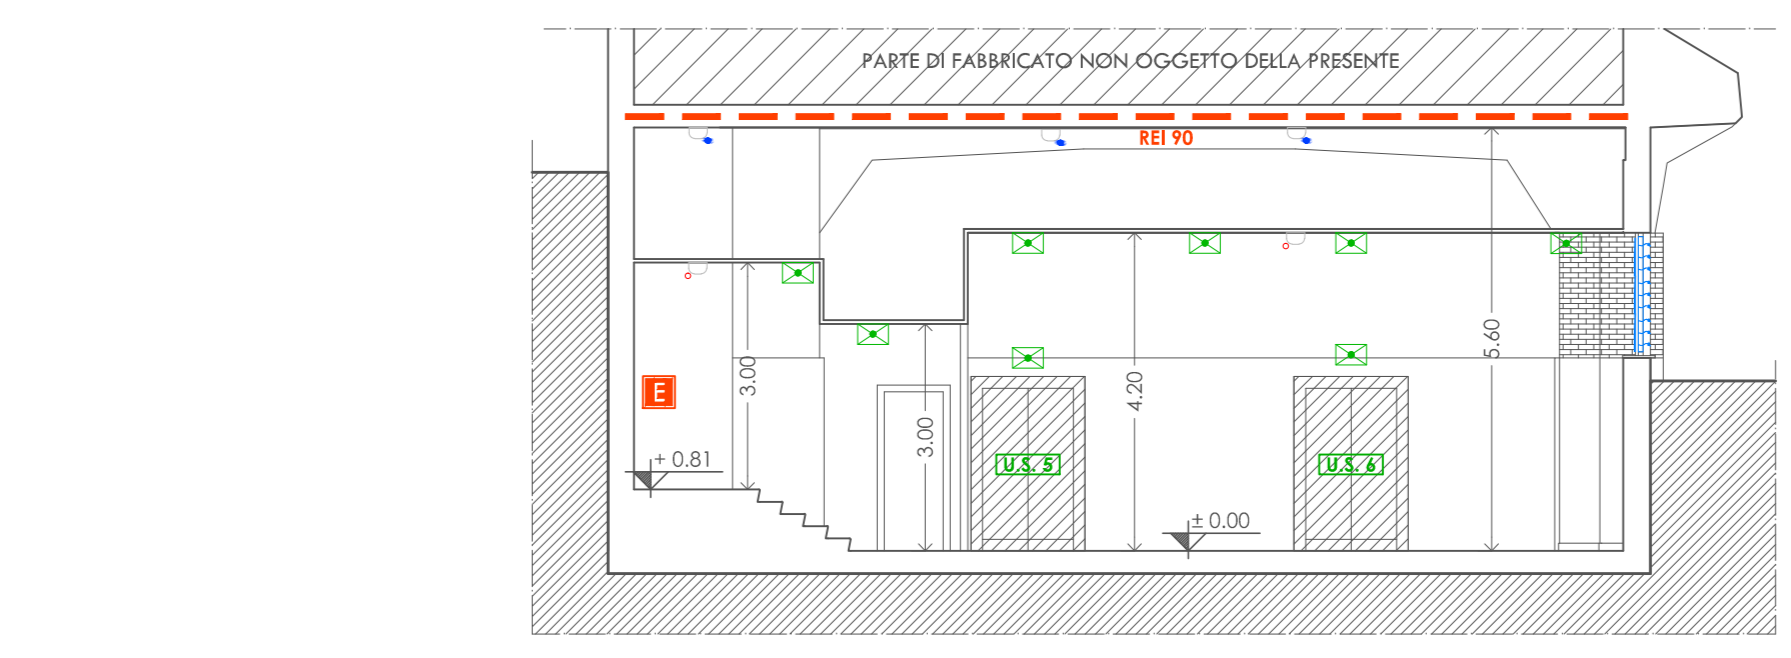 PARTE DI FABBRICATO NON OGGETTO DELLA PRESENTE
REI 90
5.60
3.00
4.20
E
3.00
+ 0.81
U.S. 5
U.S. 6
± 0.00